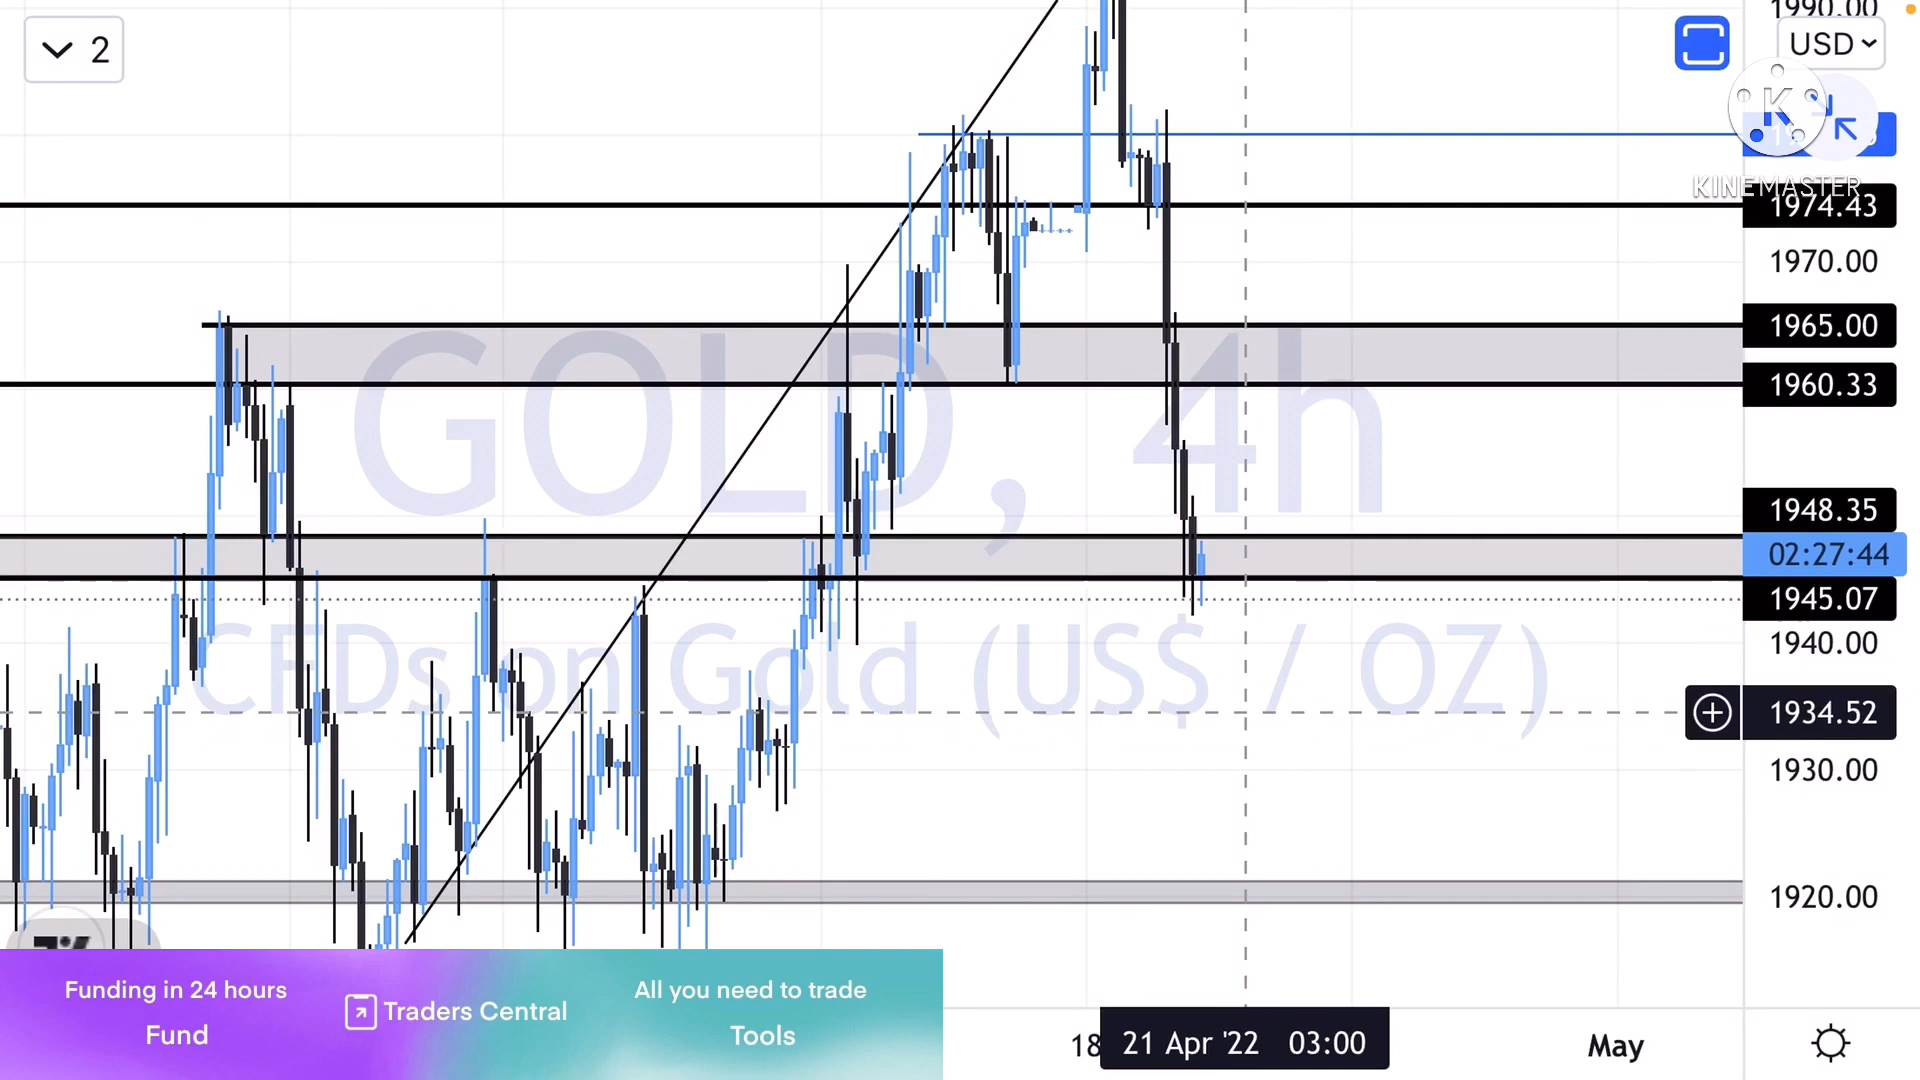 2
1990.00
USD
KINEMASTER
1974.43
1970.00
1965.00
1960.33
GOLD, 4h
1948.35
02:27:44
1945.07
CFDs on Gold (US$ / OZ)
1940.00
1934.52
1930.00
1920.00
Funding in 24 hours
Fund
Traders Central
All you need to trade
Tools
18
21 Apr '22 03:00
May